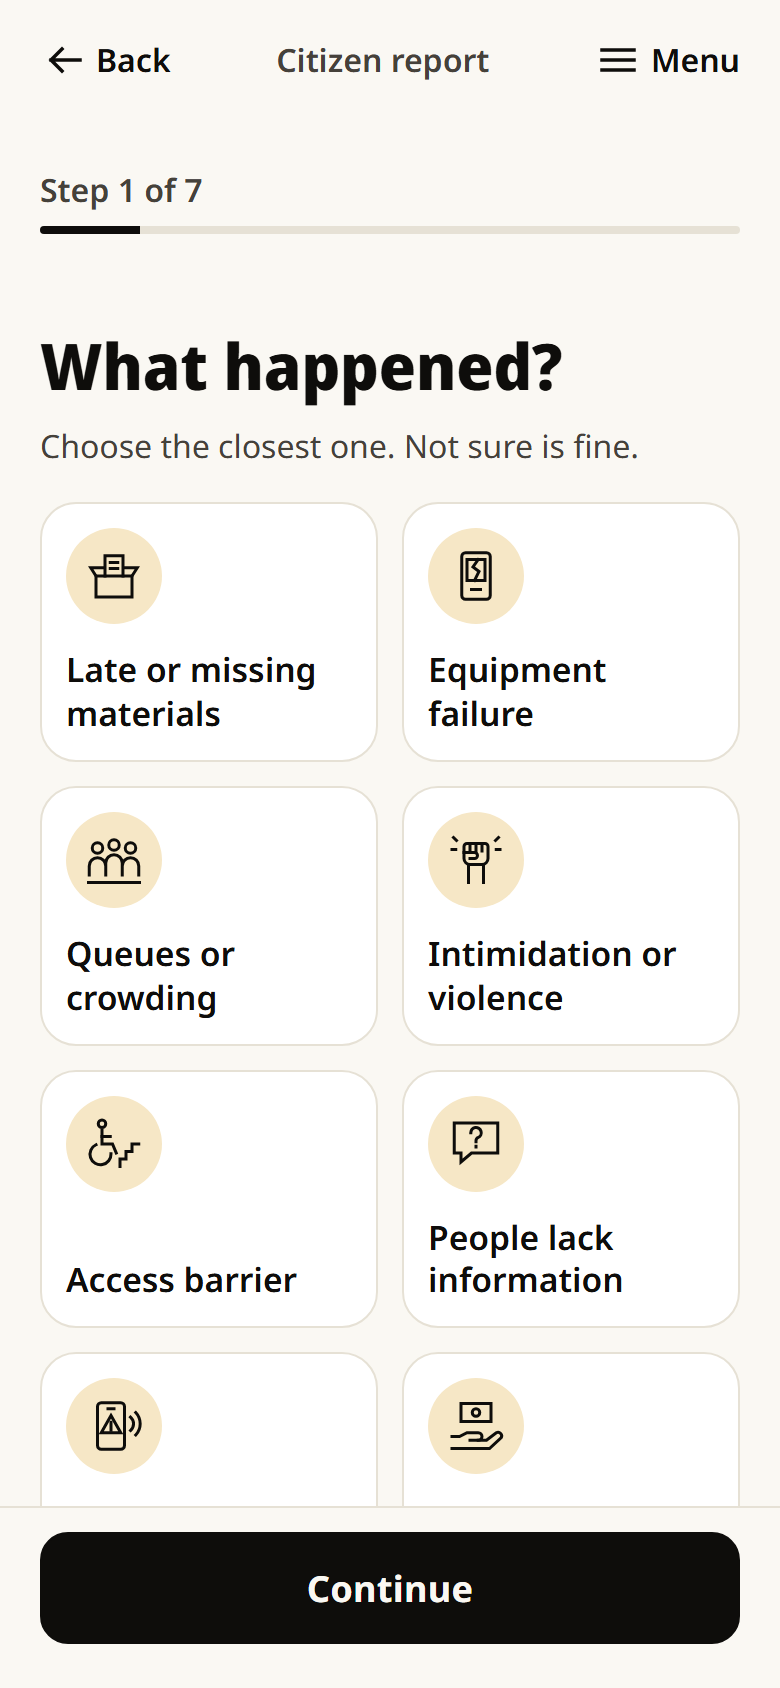 Back
Citizen report
Menu
Step 1 of 7
What happened?
Choose the closest one. Not sure is fine.
Late or missing
materials
Equipment
failure
Queues or
crowding
Intimidation or
violence
Access barrier
People lack
information
Continue